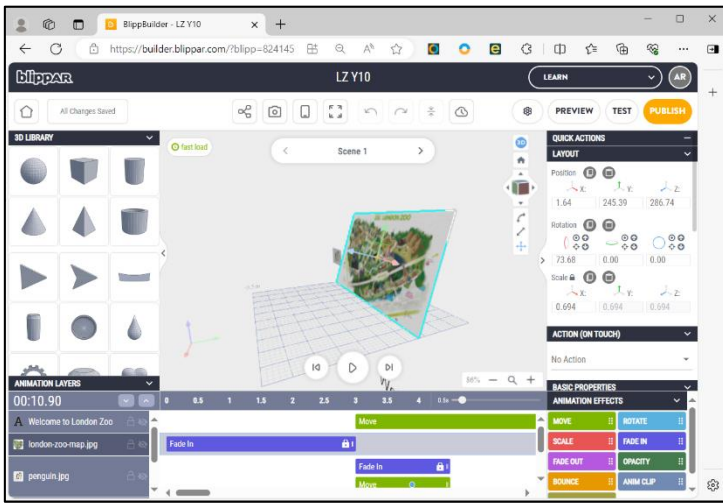 BlippBuilder - LZ Y10
https://builder.blippar.com/?blipp=824145
blippAR
LZ Y10
LEARN
AR
All Changes Saved
PREVIEW
TEST
PUBLISH
3D LIBRARY
fast load
Scene 1
3D
QUICK ACTIONS
LAYOUT
Position
X:
Y:
Z:
1.64
245.39
286.74
Rotation
73.68
0.00
0.00
Scale
X:
Y:
Z:
0.694
0.694
0.694
ACTION (ON TOUCH)
No Action
BASIC PROPERTIES
ANIMATION LAYERS
00:10.90
0 0.5 1 1.5 2 2.5 3 3.5 4
0.5x
ANIMATION EFFECTS
A Welcome to London Zoo
Move
london-zoo-map.jpg
Fade In
penguin.jpg
Fade In
Move
MOVE
ROTATE
SCALE
FADE IN
FADE OUT
OPACITY
BOUNCE
ANIM CLIP